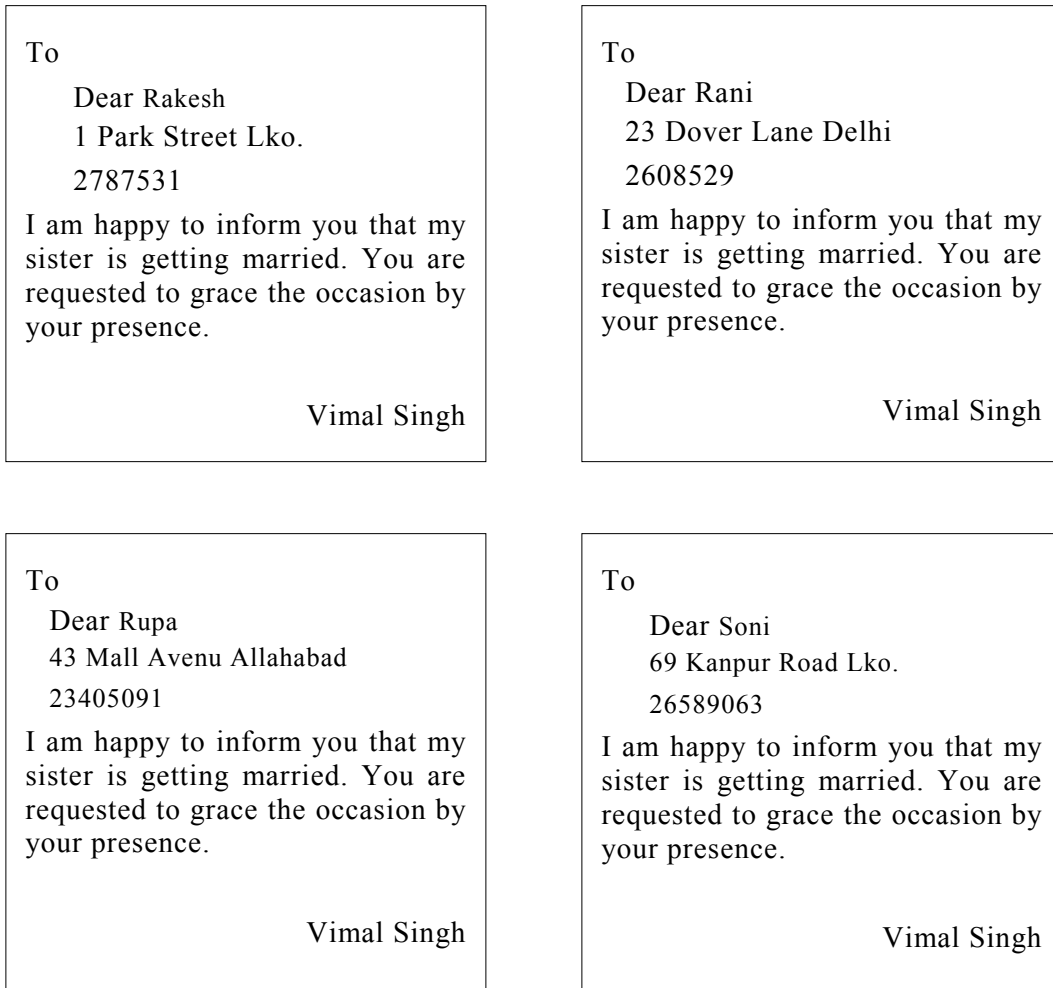 To
Dear Rakesh
1 Park Street Lko.
2787531
I am happy to inform you that my
sister is getting married. You are
requested to grace the occasion by
your presence.
Vimal Singh
To
Dear Rani
23 Dover Lane Delhi
2608529
I am happy to inform you that my
sister is getting married. You are
requested to grace the occasion by
your presence.
Vimal Singh
To
Dear Rupa
43 Mall Avenu Allahabad
23405091
I am happy to inform you that my
sister is getting married. You are
requested to grace the occasion by
your presence.
Vimal Singh
To
Dear Soni
69 Kanpur Road Lko.
26589063
I am happy to inform you that my
sister is getting married. You are
requested to grace the occasion by
your presence.
Vimal Singh